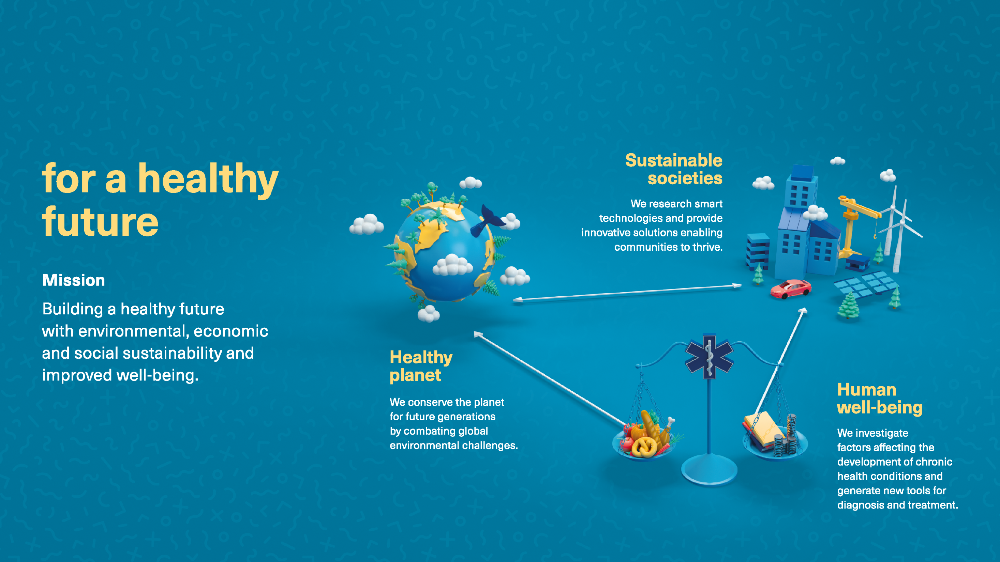 for a healthy
future
Mission
Building a healthy future
with environmental, economic
and social sustainability and
improved well-being.
Healthy
planet
We conserve the planet
for future generations
by combating global
environmental challenges.
Sustainable
societies
We research smart
technologies and provide
innovative solutions enabling
communities to thrive.
Human
well-being
We investigate
factors affecting the
development of chronic
health conditions and
generate new tools for
diagnosis and treatment.